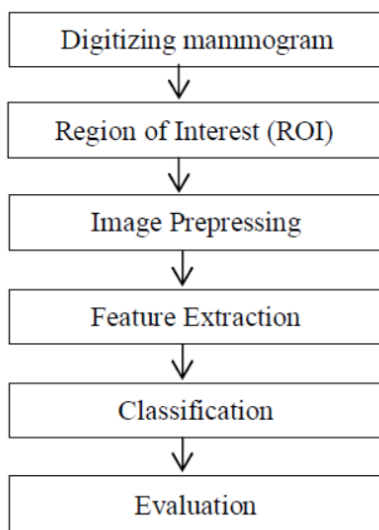 Digitizing mammogram
Region of Interest (ROI)
Image Prepressing
Feature Extraction
Classification
Evaluation